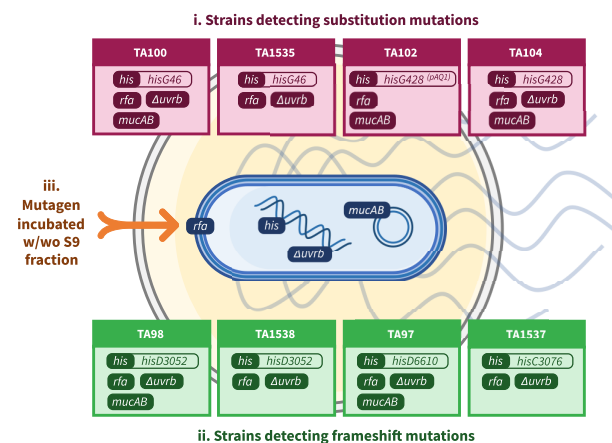 i. Strains detecting substitution mutations
TA100
his hisG46
rfa Δuvrb
mucAB
TA1535
his hisG46
rfa Δuvrb
TA102
his hisG428 (pAQ1)
rfa
mucAB
TA104
his hisG428
rfa Δuvrb
mucAB
iii.
Mutagen
incubated
w/wo S9
fraction
rfa
his
Δuvrb
mucAB
TA98
his hisD3052
rfa Δuvrb
mucAB
TA1538
his hisD3052
rfa Δuvrb
TA97
his hisD6610
rfa Δuvrb
mucAB
TA1537
his hisC3076
rfa Δuvrb
ii. Strains detecting frameshift mutations